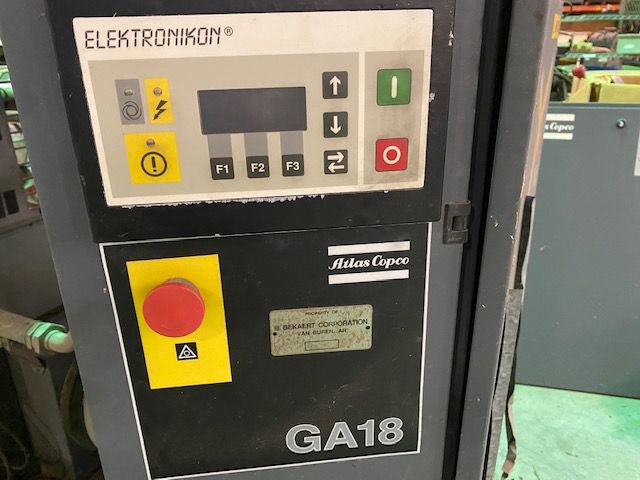 ELEKTRONIKON®
F1 F2 F3
Atlas Copco
Atlas Copco
PROPERTY OF
BEKAERT CORPORATION
VAN BUREN, AR
GA18